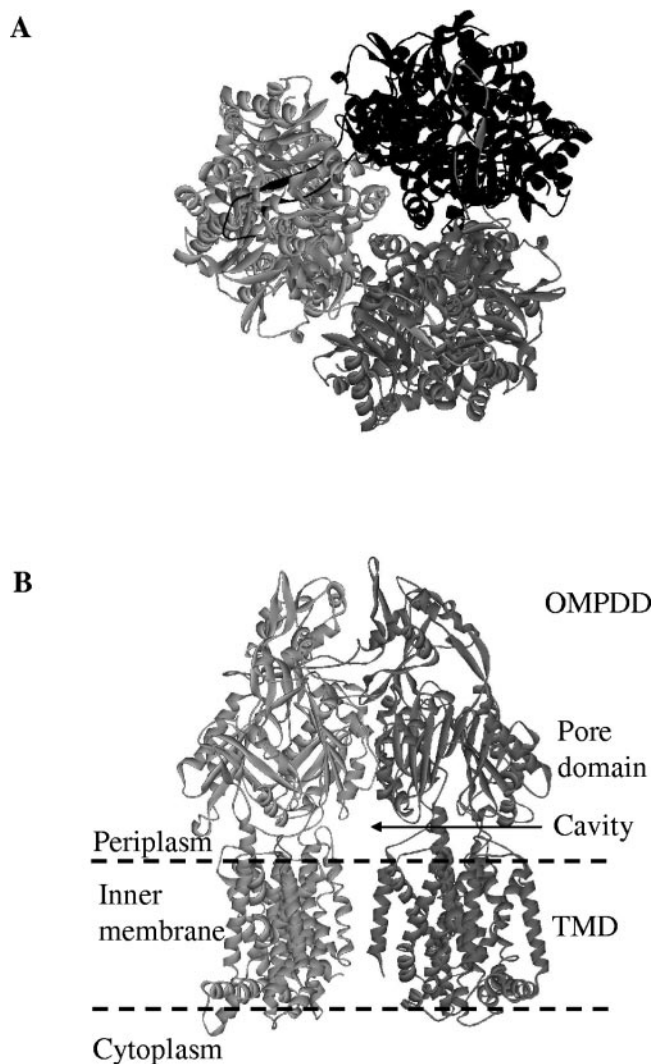 A
B
OMPDD
Pore
domain
Cavity
Periplasm
Inner
membrane
TMD
Cytoplasm